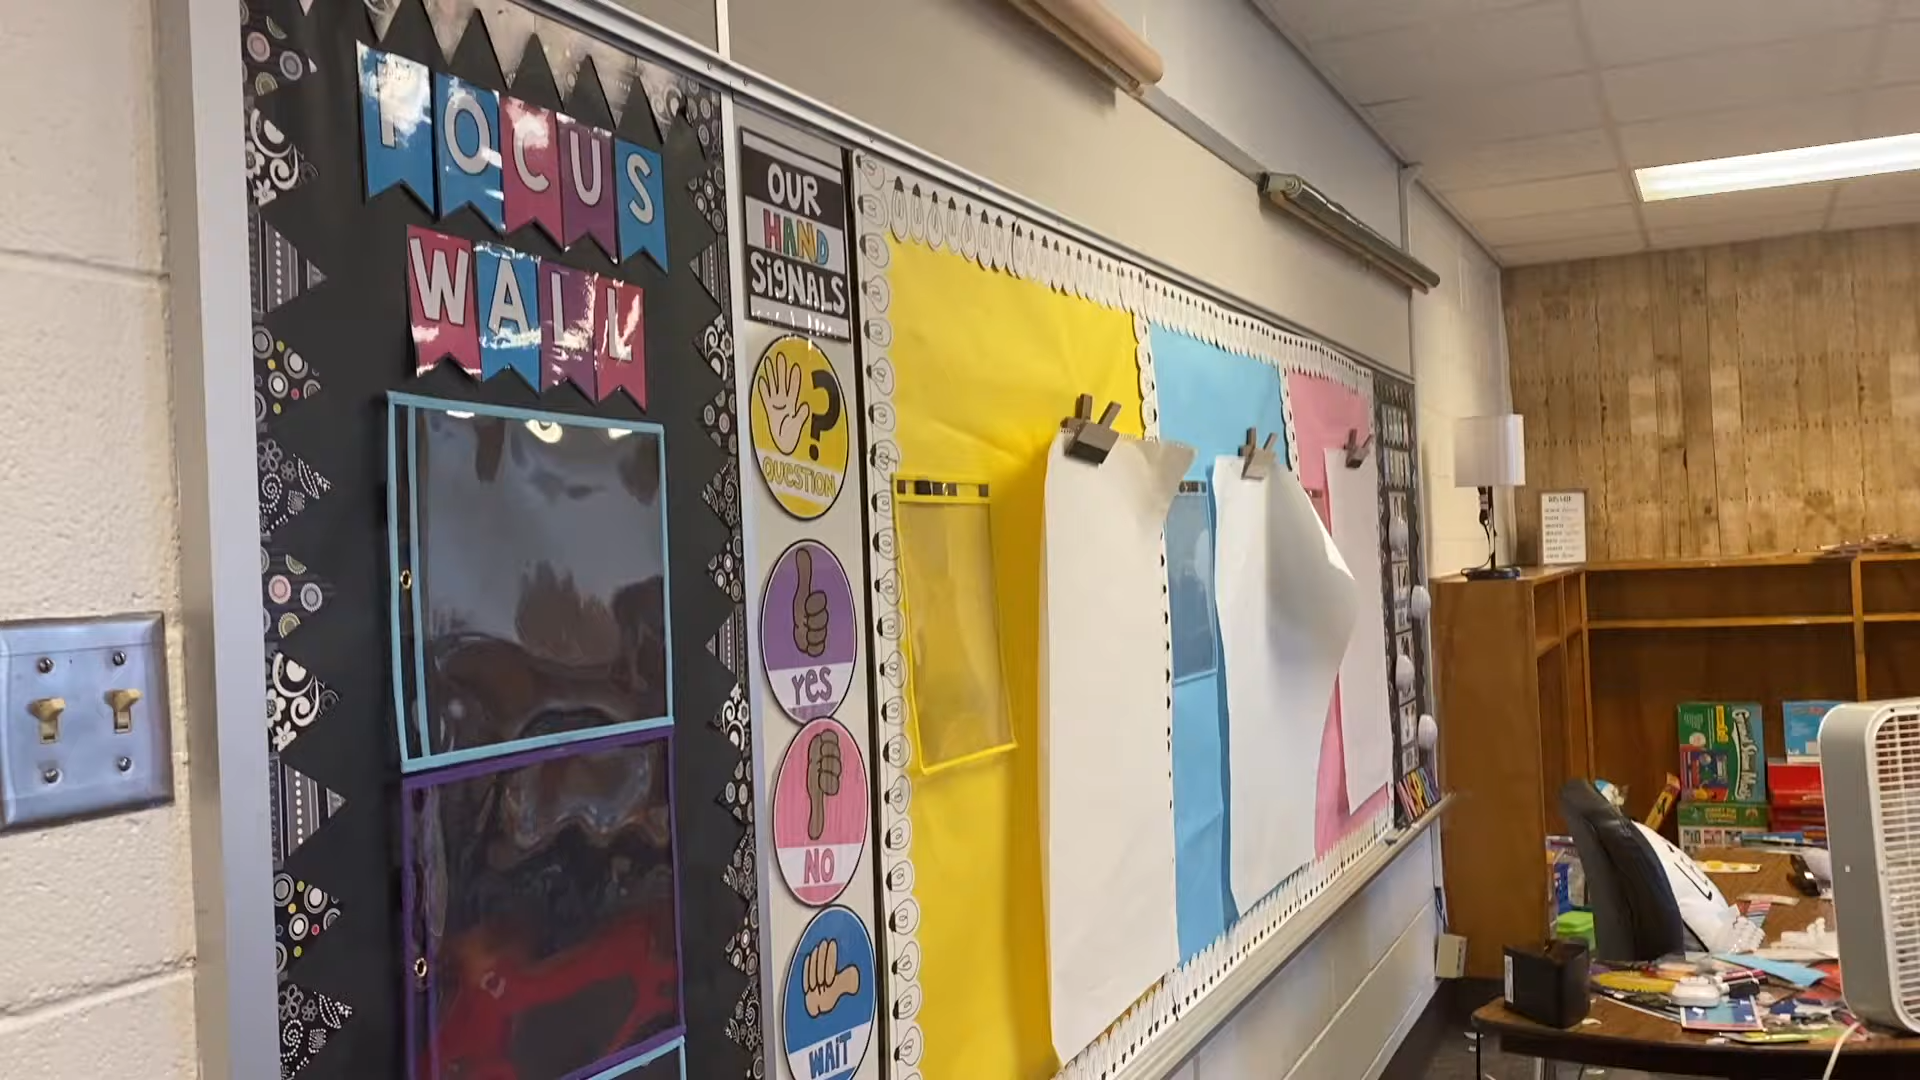 FOCUS
WALL
OUR
HAND
SiGNALS
QUESTION
yes
NO
WAiT